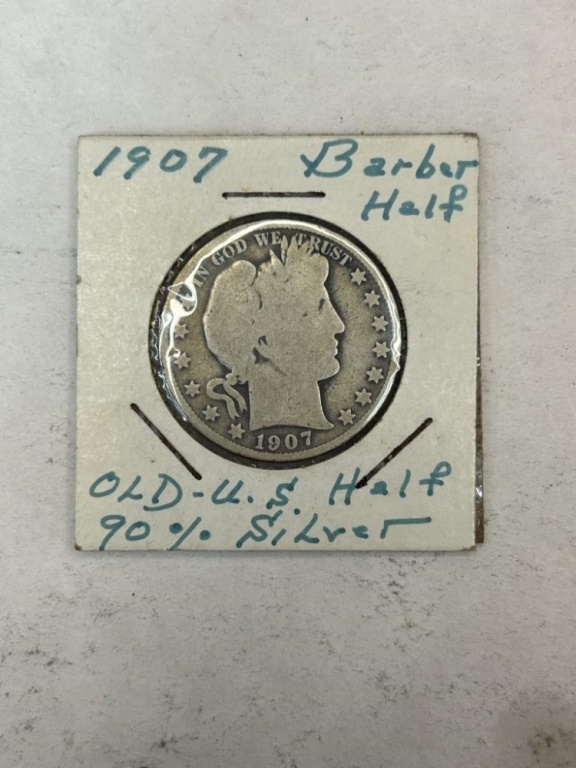 1907 Barber
Half
IN GOD WE TRUST
1907
OLD-U.S. Half
90% Silver